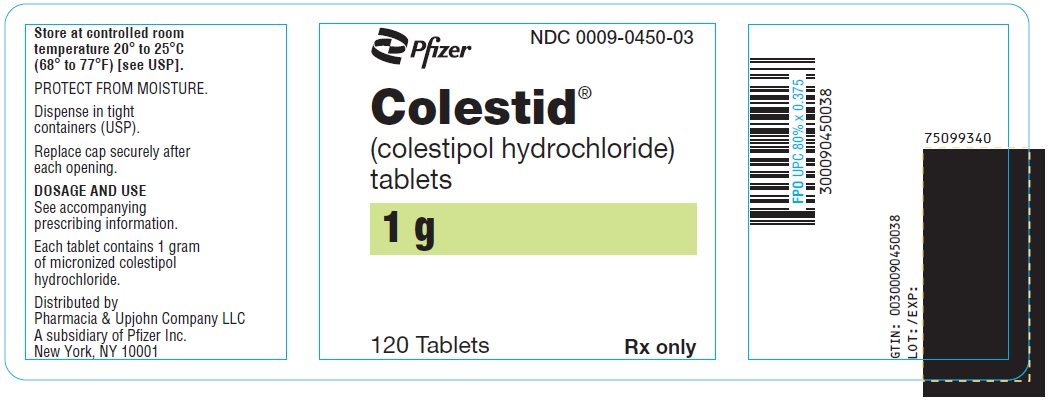 Store at controlled room
temperature 20° to 25°C
(68° to 77°F) [see USP].
PROTECT FROM MOISTURE.
Dispense in tight
containers (USP).
Replace cap securely after
each opening.
DOSAGE AND USE
See accompanying
prescribing information.
Each tablet contains 1 gram
of micronized colestipol
hydrochloride.
Distributed by
Pharmacia & Upjohn Company LLC
A subsidiary of Pfizer Inc.
New York, NY 10001
Pfizer
NDC 0009-0450-03
Colestid®
(colestipol hydrochloride)
tablets
1 g
120 Tablets
Rx only
FPO UPC 80% x 0.375
300090450038
75099340
GTIN: 00300090450038
LOT:/EXP: